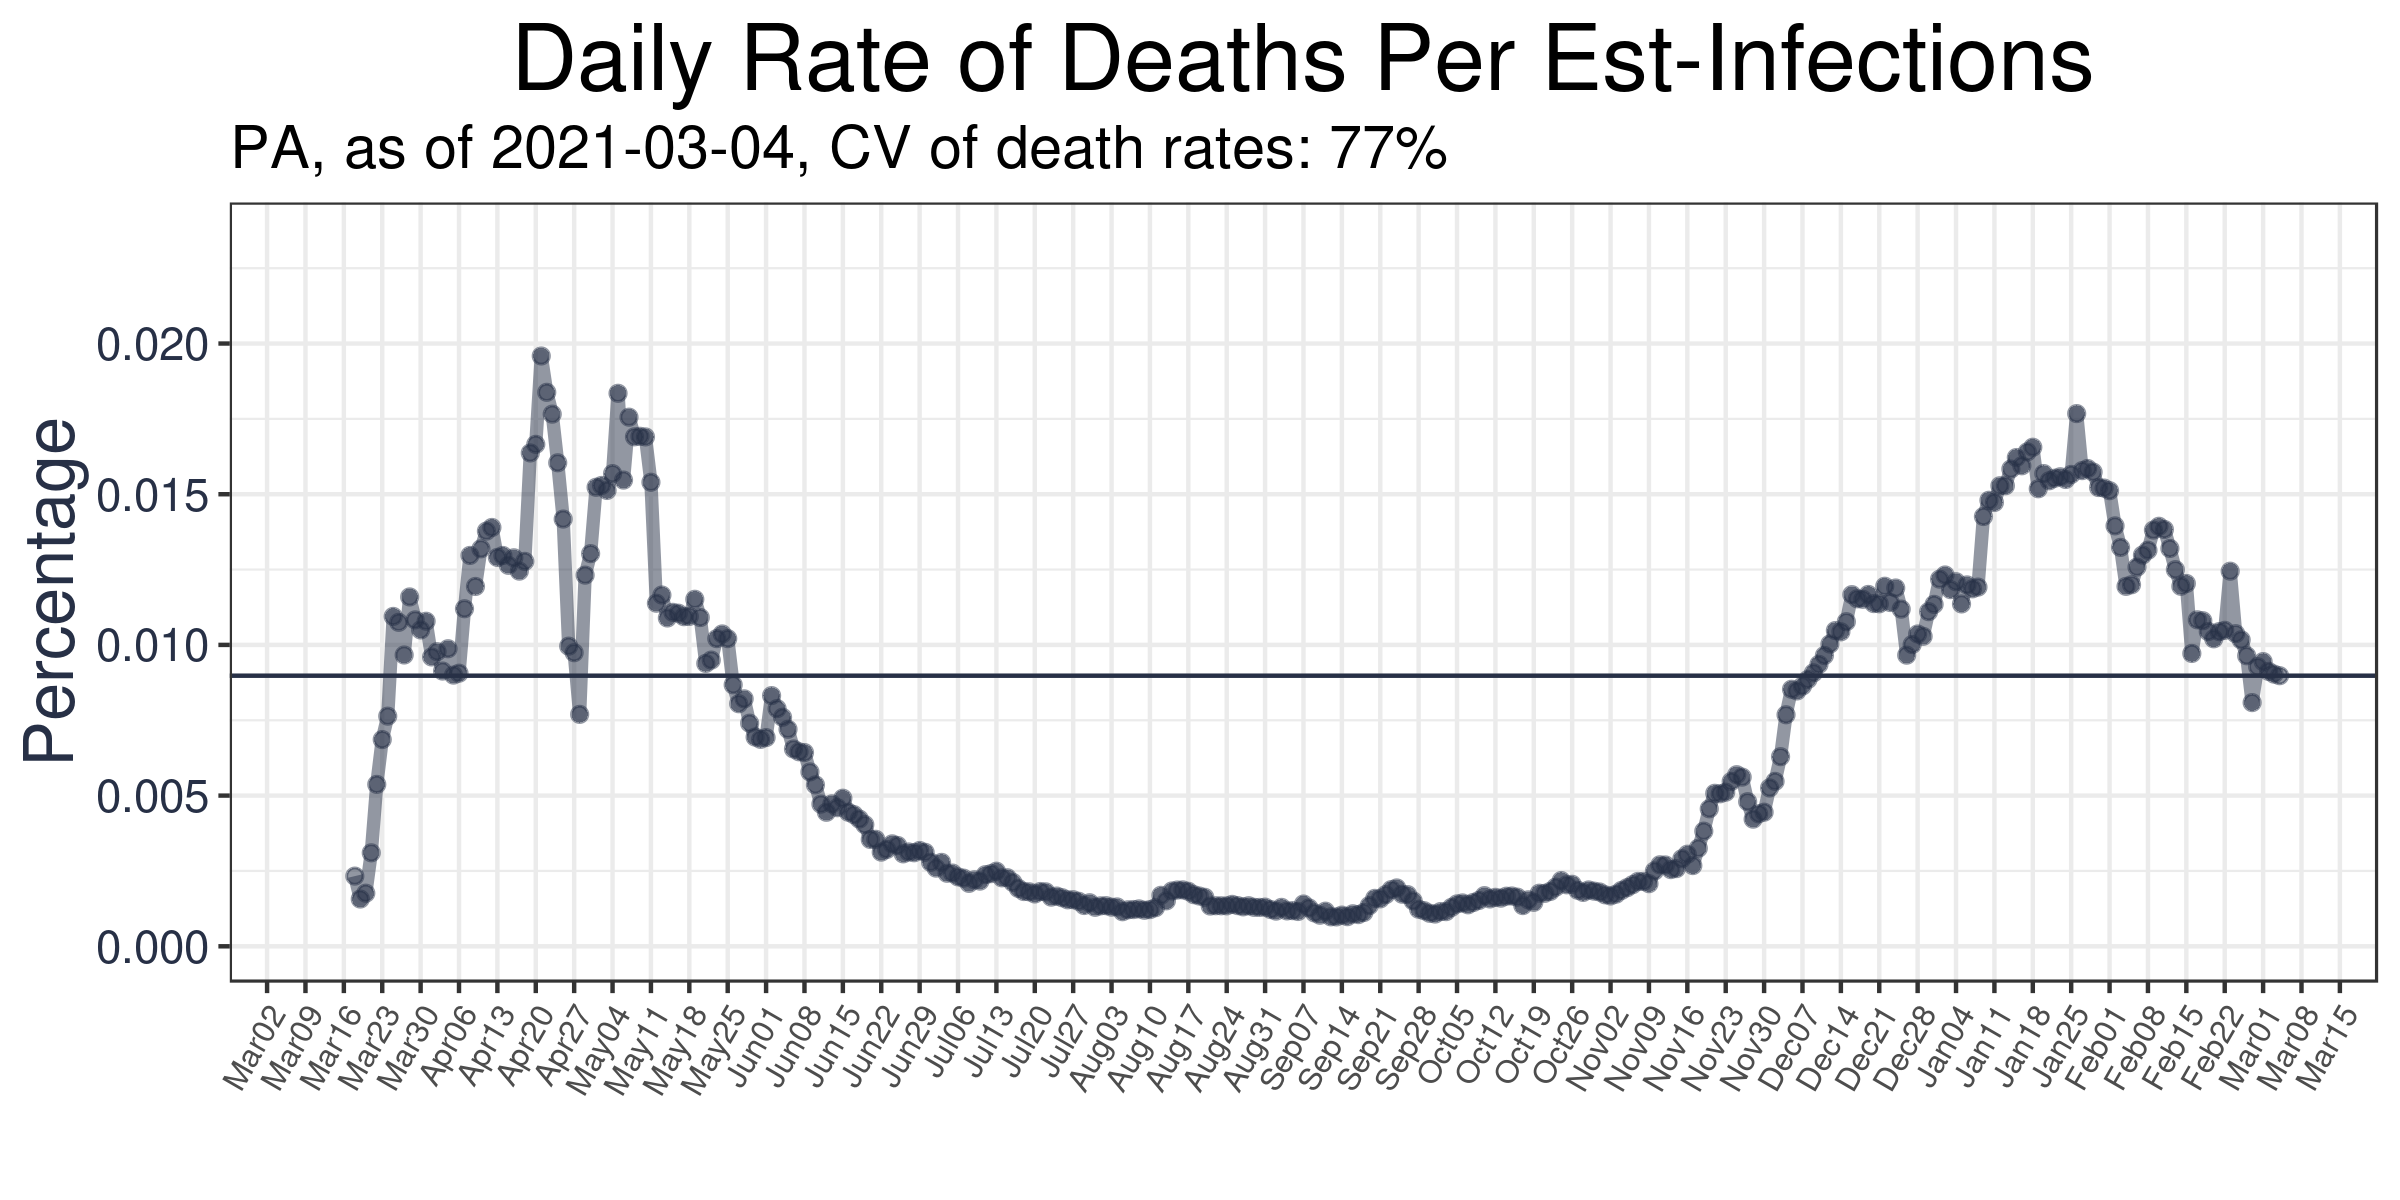 Daily Rate of Deaths Per Est-Infections
PA, as of 2021-03-04, CV of death rates: 77%
Percentage
0.020
0.015
0.010
0.005
0.000
Mar02
Mar09
Mar16
Mar23
Mar30
Apr06
Apr13
Apr20
Apr27
May04
May11
May18
May25
Jun01
Jun08
Jun15
Jun22
Jun29
Jul06
Jul13
Jul20
Jul27
Aug03
Aug10
Aug17
Aug24
Aug31
Sep07
Sep14
Sep21
Sep28
Oct05
Oct12
Oct19
Oct26
Nov02
Nov09
Nov16
Nov23
Nov30
Dec07
Dec14
Dec21
Dec28
Jan04
Jan11
Jan18
Jan25
Feb01
Feb08
Feb15
Feb22
Mar01
Mar08
Mar15